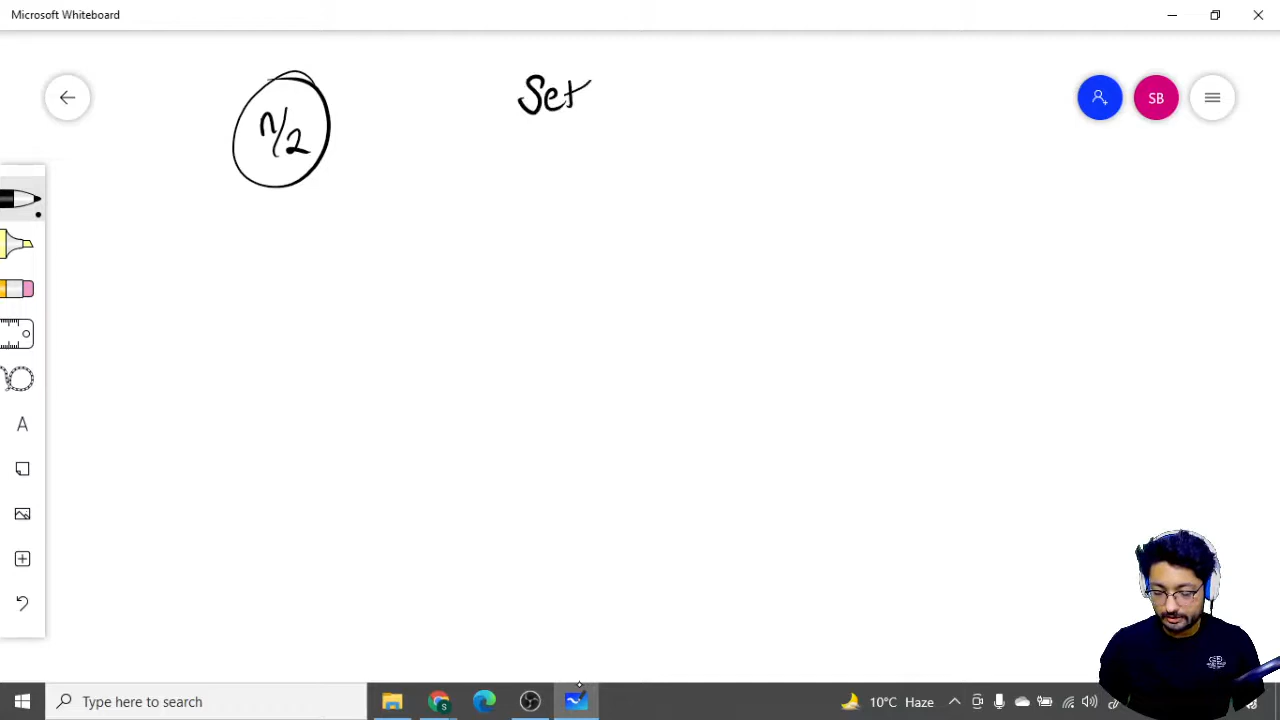 Microsoft Whiteboard
n/2
Set
SB
A
Type here to search
S
10°C Haze